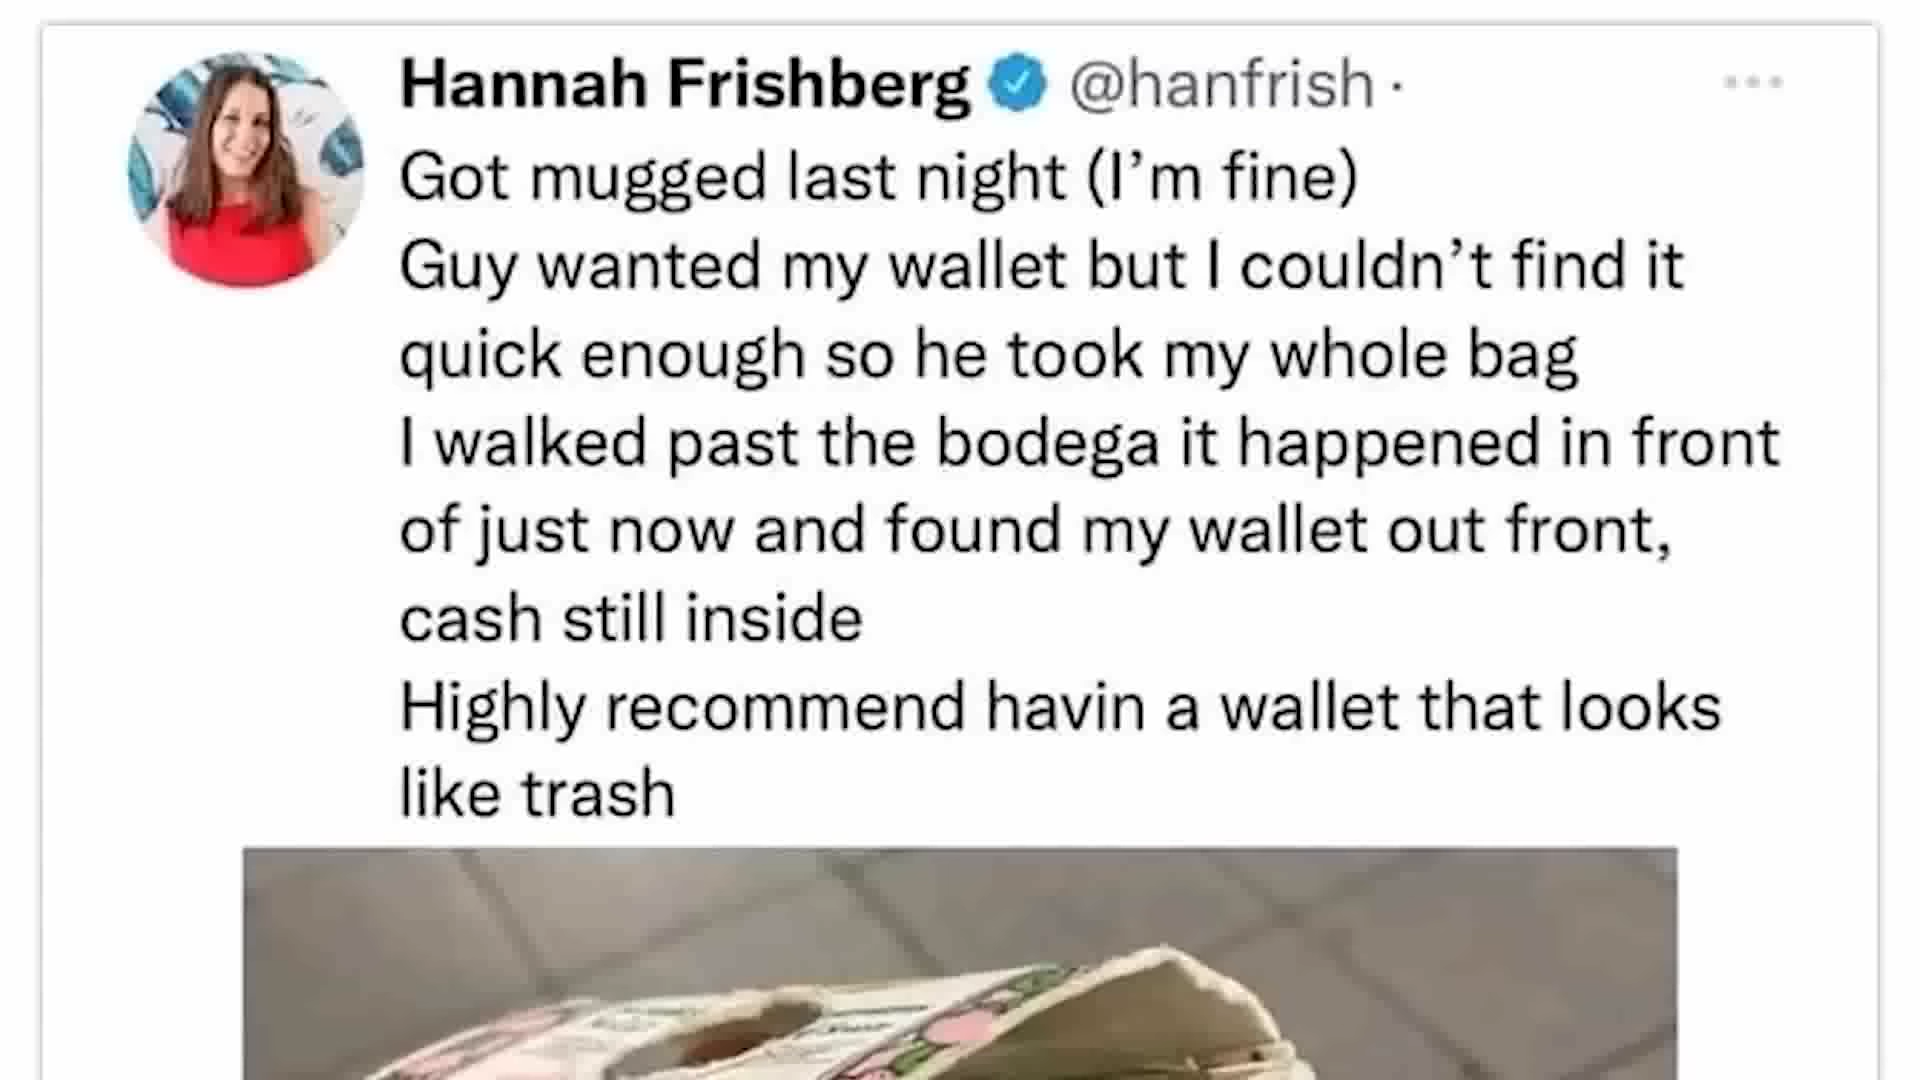 Hannah Frishberg @hanfrish ·
Got mugged last night (I’m fine)
Guy wanted my wallet but I couldn’t find it
quick enough so he took my whole bag
I walked past the bodega it happened in front
of just now and found my wallet out front,
cash still inside
Highly recommend havin a wallet that looks
like trash